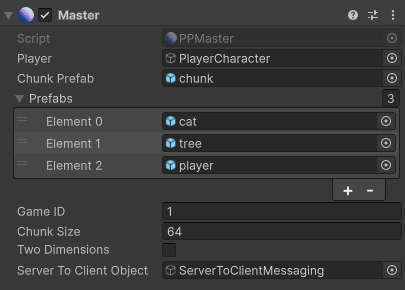 Master
Script PPMaster
Player PlayerCharacter
Chunk Prefab chunk
Prefabs 3
Element 0 cat
Element 1 tree
Element 2 player
+ -
Game ID 1
Chunk Size 64
Two Dimensions
Server To Client Object ServerToClientMessaging